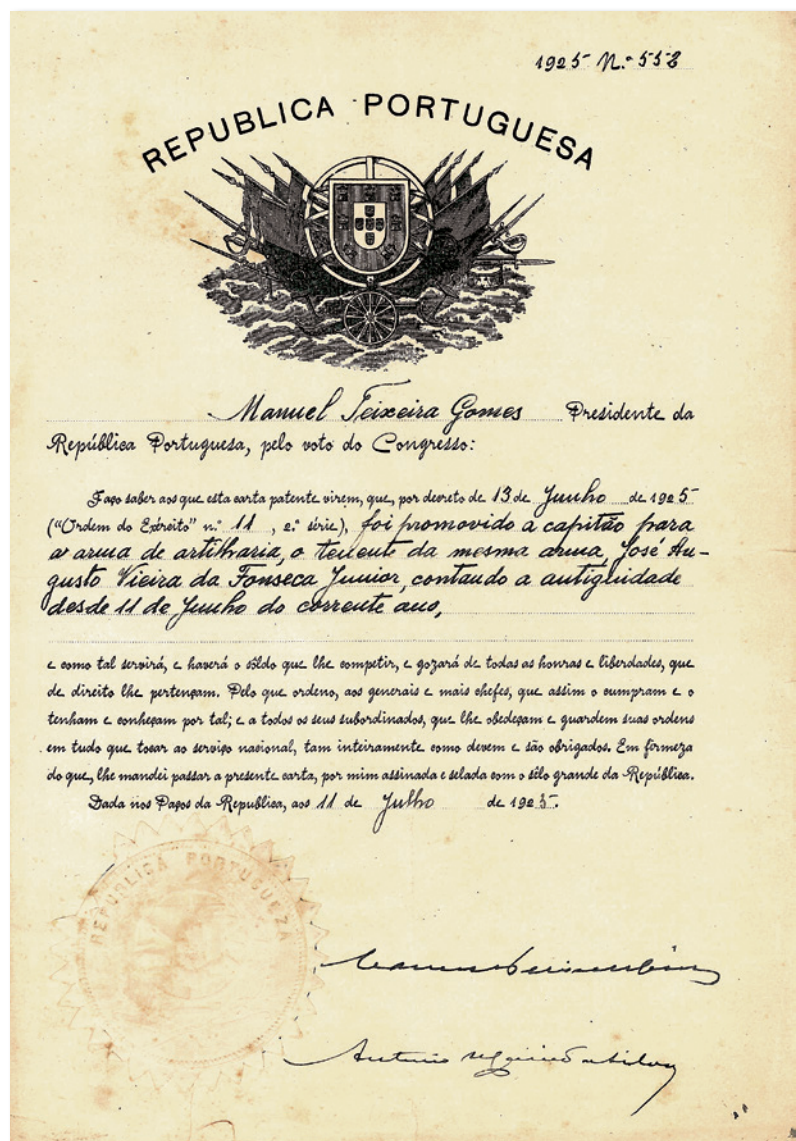 1925 N.º 558
REPUBLICA PORTUGUESA
Manuel Teixeira Gomes Presidente da
República Portuguesa, pelo voto do Congresso:
Faço saber aos que esta carta patente virem, que, por decreto de 13 de Junho de 1925
("Ordem do Exército" n.º 11, 2.ª série), foi promovido a capitão para
a arma de artilharia, o tenente da mesma arma, José Au-
gusto Vieira da Fonseca Junior, contando a antiguidade
desde 11 de Junho do corrente ano,
e como tal servirá, e haverá o sôldo que lhe competir, e gozará de todas as honras e liberdades, que
de direito lhe pertençam. Pelo que ordeno, aos generais e mais chefes, que assim o cumpram e o
tenham e conheçam por tal; e a todos os seus subordinados, que lhe obedeçam e guardem suas ordens
em tudo que tocar ao serviço nacional, tam inteiramente como devem e são obrigados. Em firmeza
do que, lhe mandei passar a presente carta, por mim assinada e selada com o sêlo grande da República.
Dada nos Paços da Republica, aos 11 de Julho de 1925.
REPUBLICA PORTUGUEZA